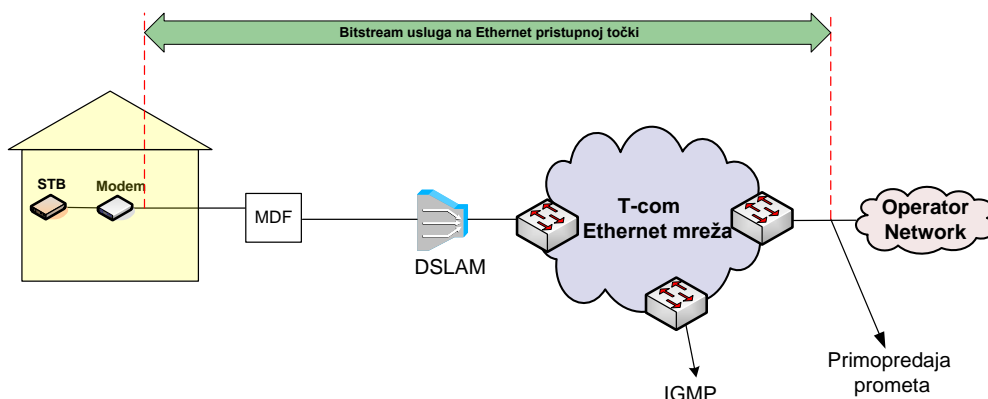 Bitstream usluga na Ethernet pristupnoj točki
STB
Modem
MDF
DSLAM
T-com
Ethernet mreža
Operator
Network
IGMP
Primopredaja
prometa